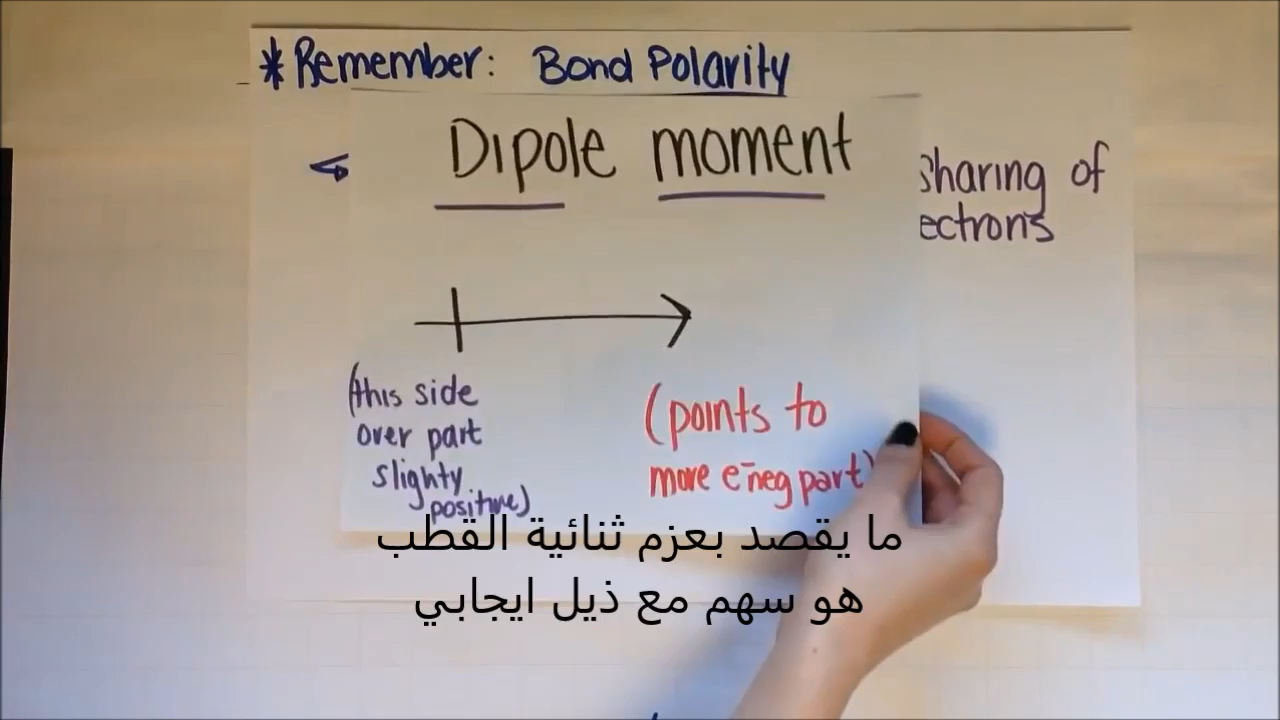 *Remember: Bond Polarity
Dipole moment
sharing of
ectrons
(this side
over part
slighty
positive)
(points to
more e⁻neg part)
ما يقصد بعزم ثنائية القطب
هو سهم مع ذيل ايجابي